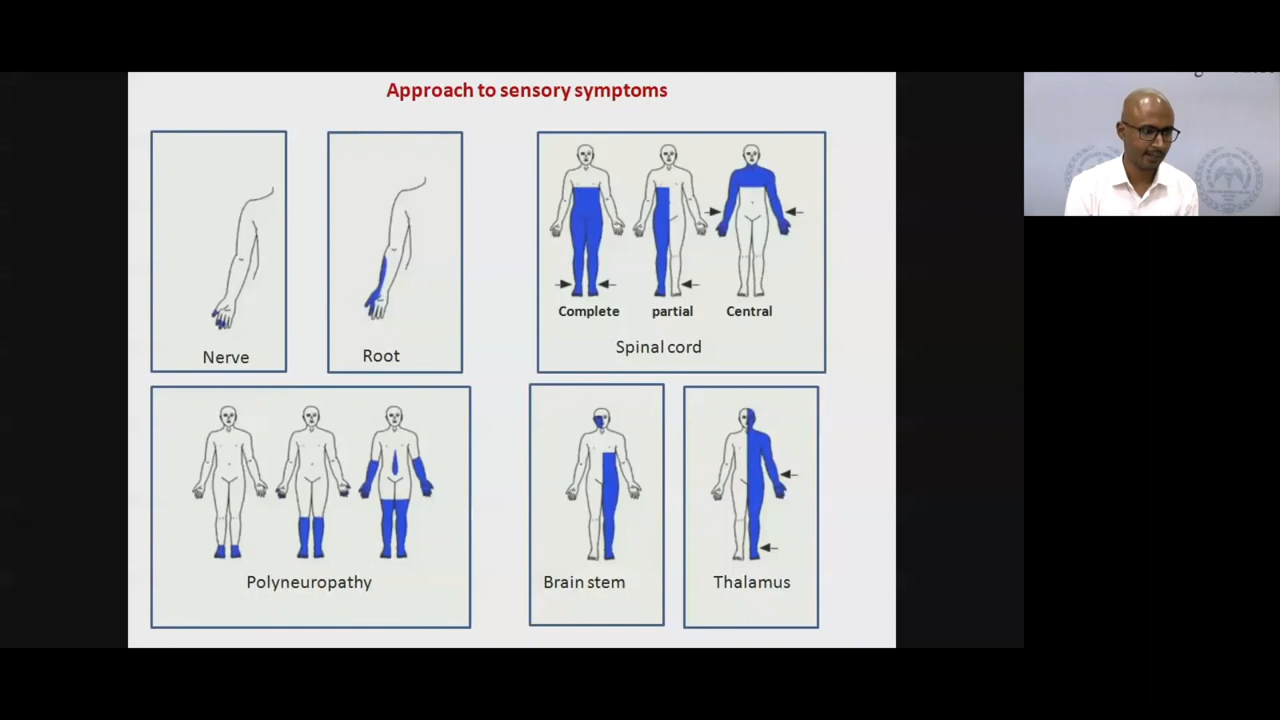 Approach to sensory symptoms
Nerve
Root
Complete
partial
Central
Spinal cord
Polyneuropathy
Brain stem
Thalamus